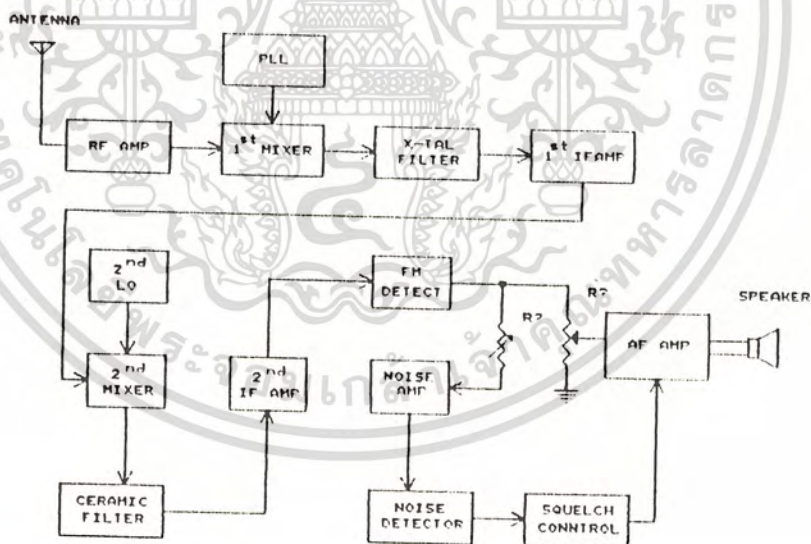 ANTENNA
PLL
RF AMP
1st MIXER
X-TAL
FILTER
1st IFAMP
2nd
LO
FM
DETECT
R?
R?
SPEAKER
2nd
MIXER
2nd
IF AMP
NOISE
AMP
AF AMP
CERAMIC
FILTER
NOISE
DETECTOR
SQUELCH
CONNTROL